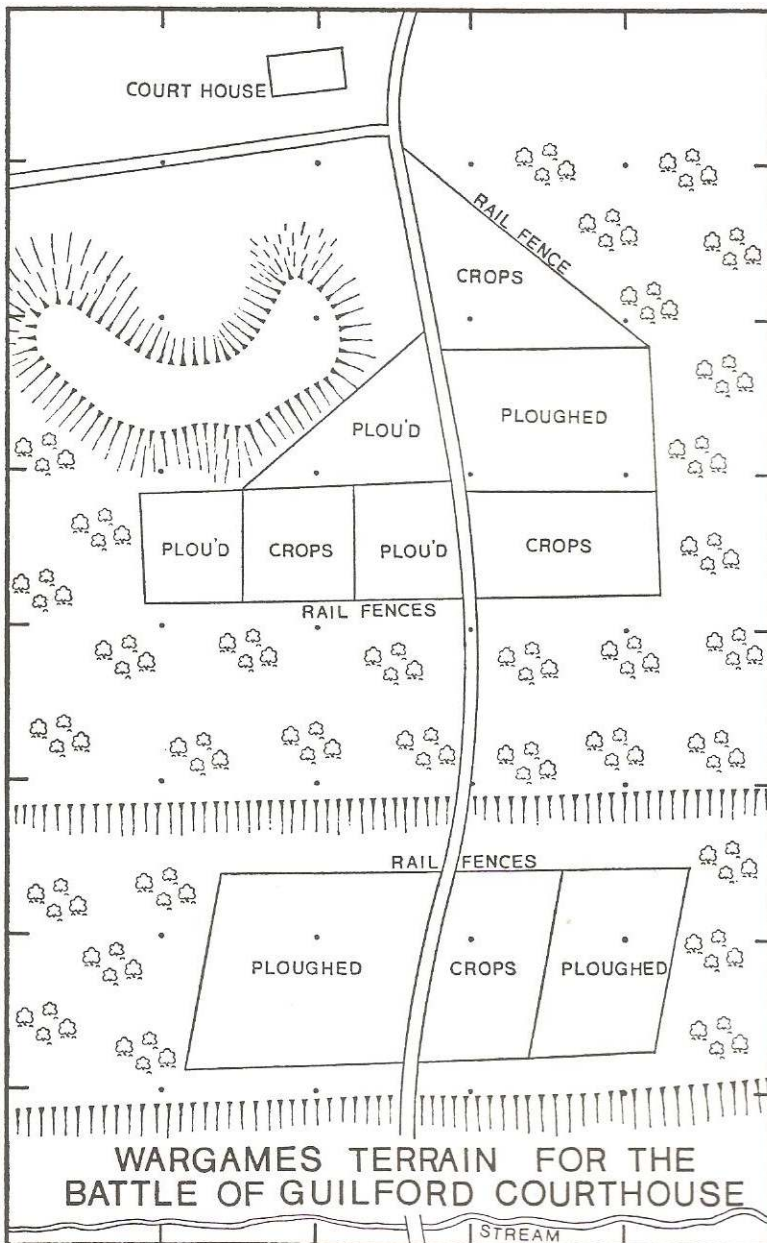 COURT HOUSE
RAIL FENCE
CROPS
PLOU'D
PLOUGHED
PLOU'D
CROPS
PLOU'D
CROPS
RAIL FENCES
RAIL FENCES
PLOUGHED
CROPS
PLOUGHED
WARGAMES TERRAIN FOR THE
BATTLE OF GUILFORD COURTHOUSE
STREAM